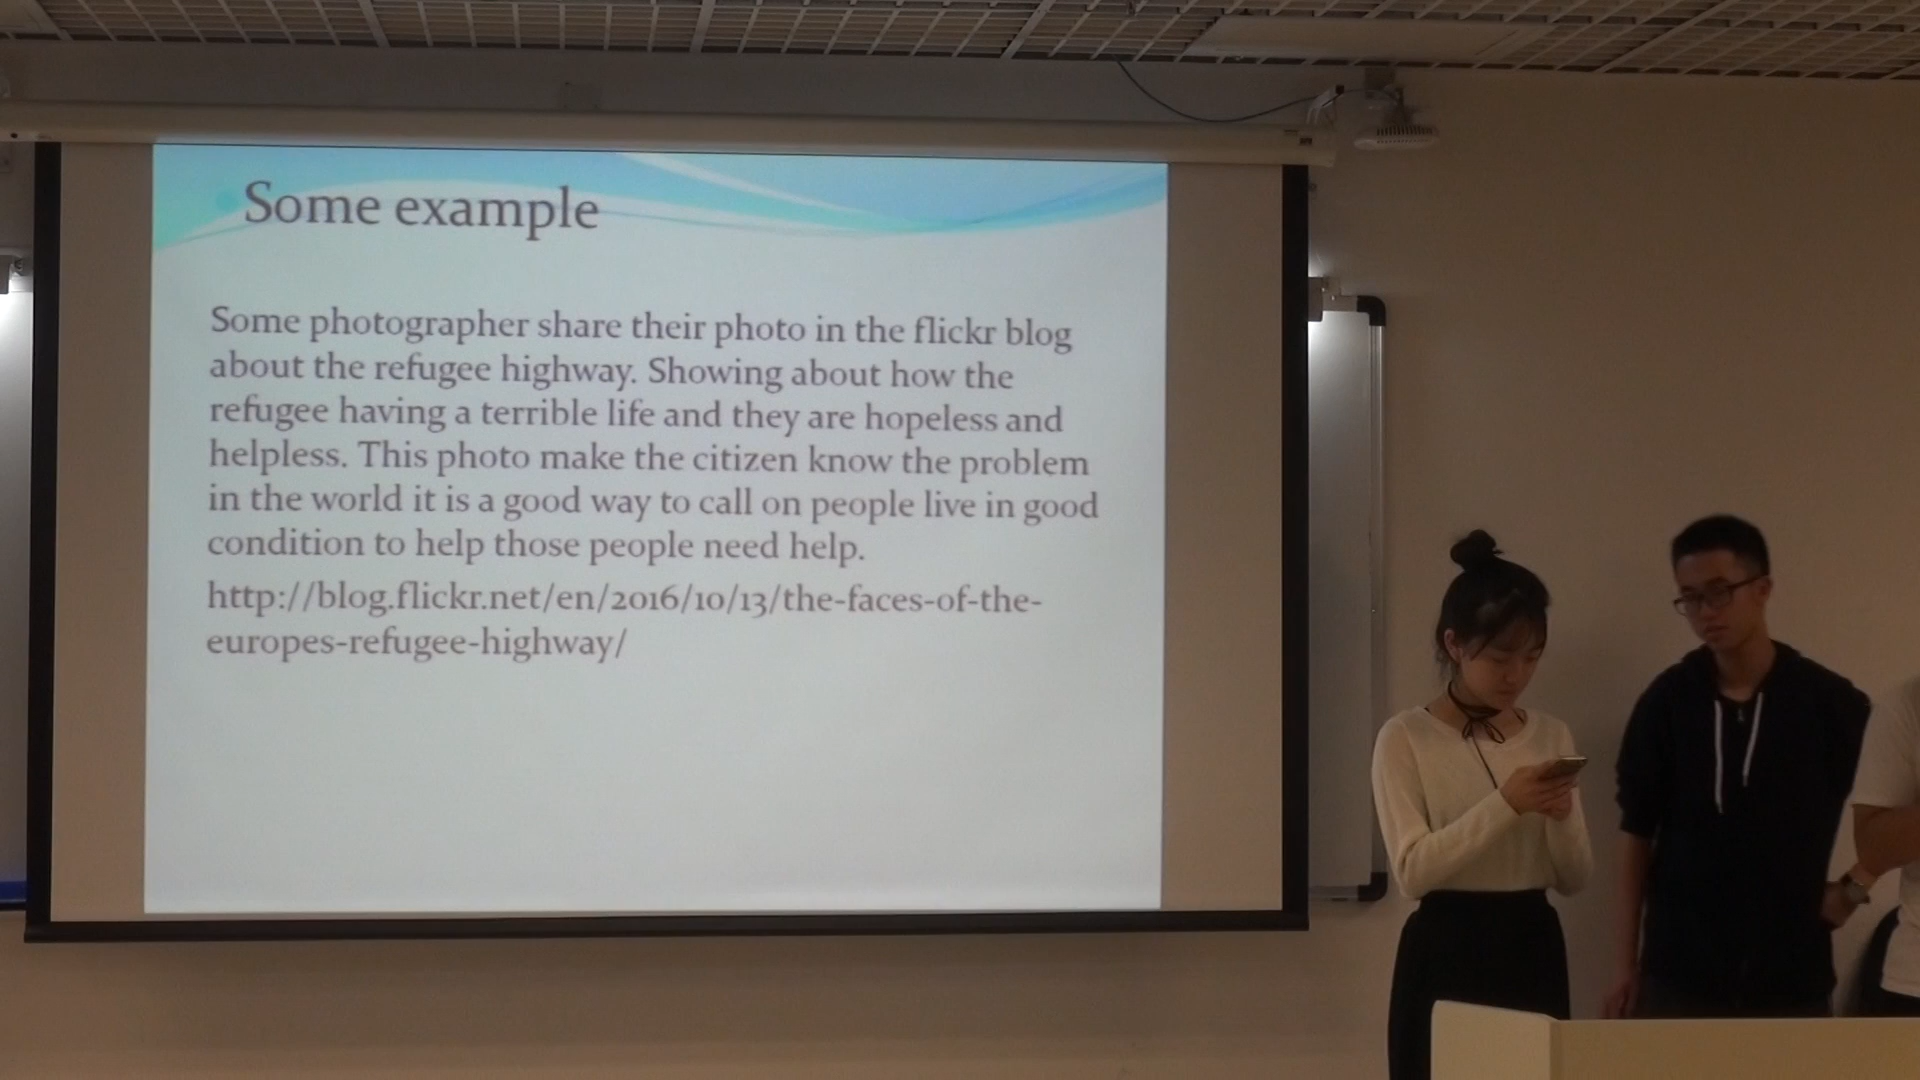 Some example
Some photographer share their photo in the flickr blog
about the refugee highway. Showing about how the
refugee having a terrible life and they are hopeless and
helpless. This photo make the citizen know the problem
in the world it is a good way to call on people live in good
condition to help those people need help.
http://blog.flickr.net/en/2016/10/13/the-faces-of-the-
europes-refugee-highway/